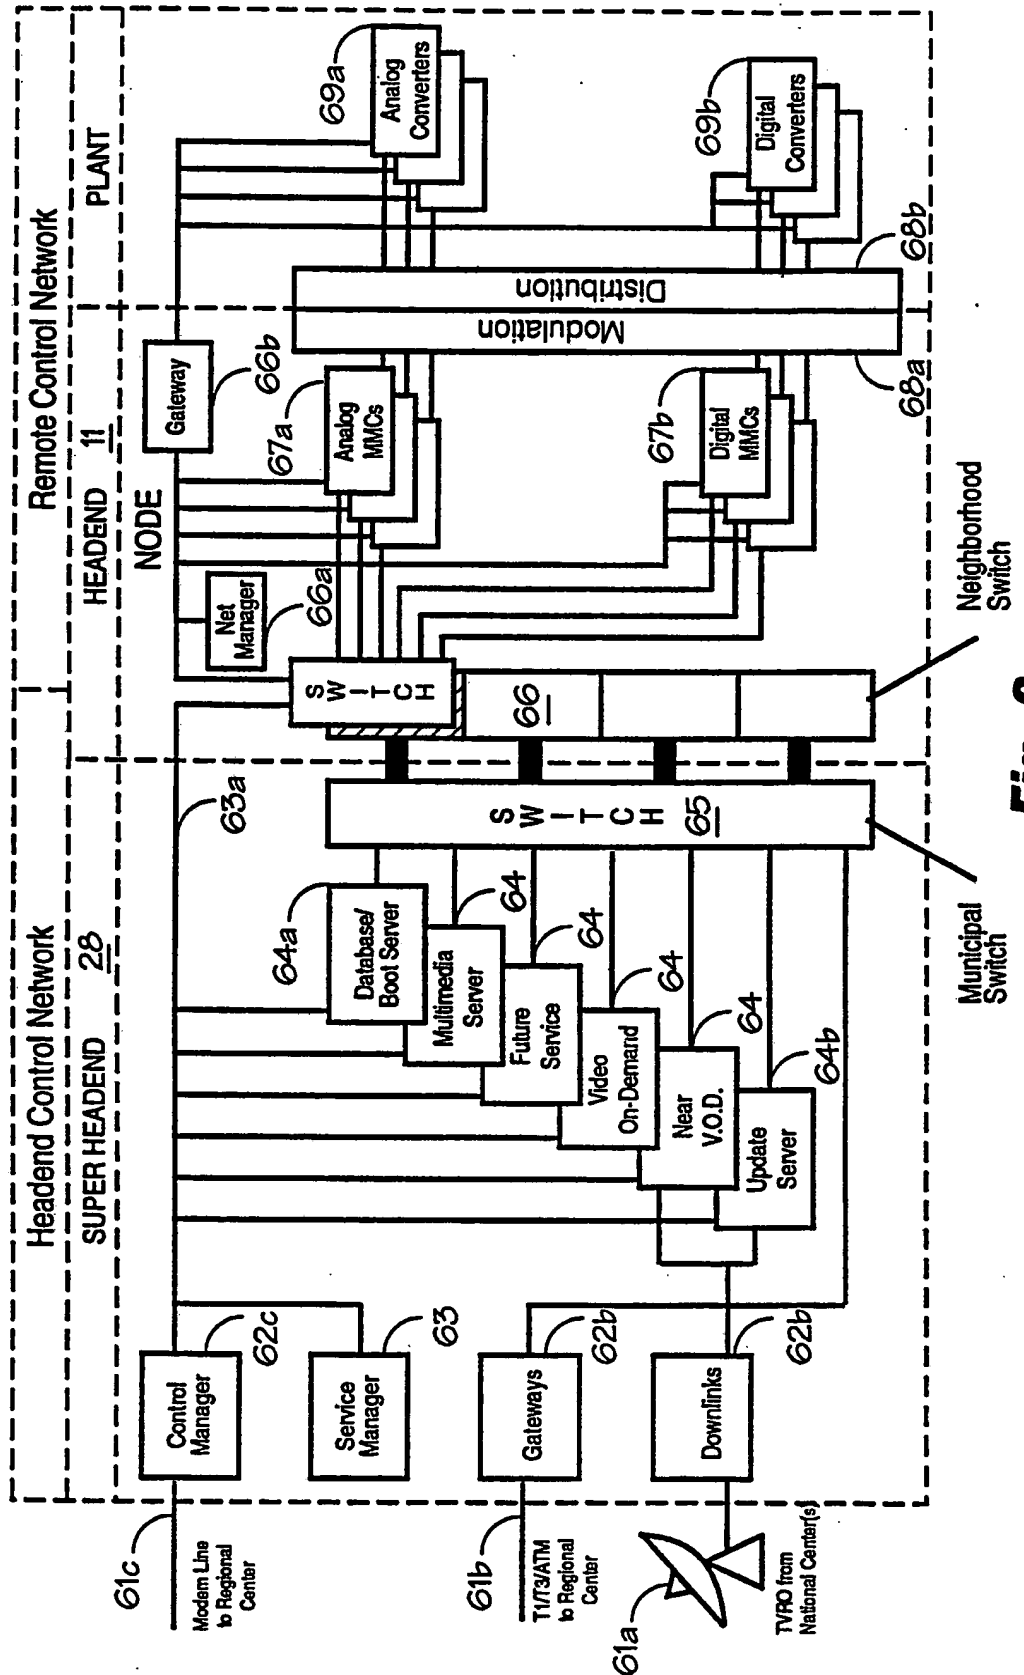 Headend Control Network
Remote Control Network
SUPER HEADEND
28
HEADEND
11
PLANT
NODE
61c
Modem Line
to Regional
Center
Control
Manager
62c
63a
Service
Manager
63
61b
T1/T3/ATM
to Regional
Center
Gateways
62b
61a
TVRO from
National Center(s)
Downlinks
62b
64a
Database/
Boot Server
Multimedia
Server
64
Future
Service
64
Video
On-Demand
64
Near
V.O.D.
64
Update
Server
64b
SWITCH
65
Municipal
Switch
SWITCH
66
Neighborhood
Switch
Net
Manager
66a
Gateway
66b
67a
Analog
MMCs
67b
Digital
MMCs
Modulation
68a
Distribution
68b
69a
Analog
Converters
69b
Digital
Converters